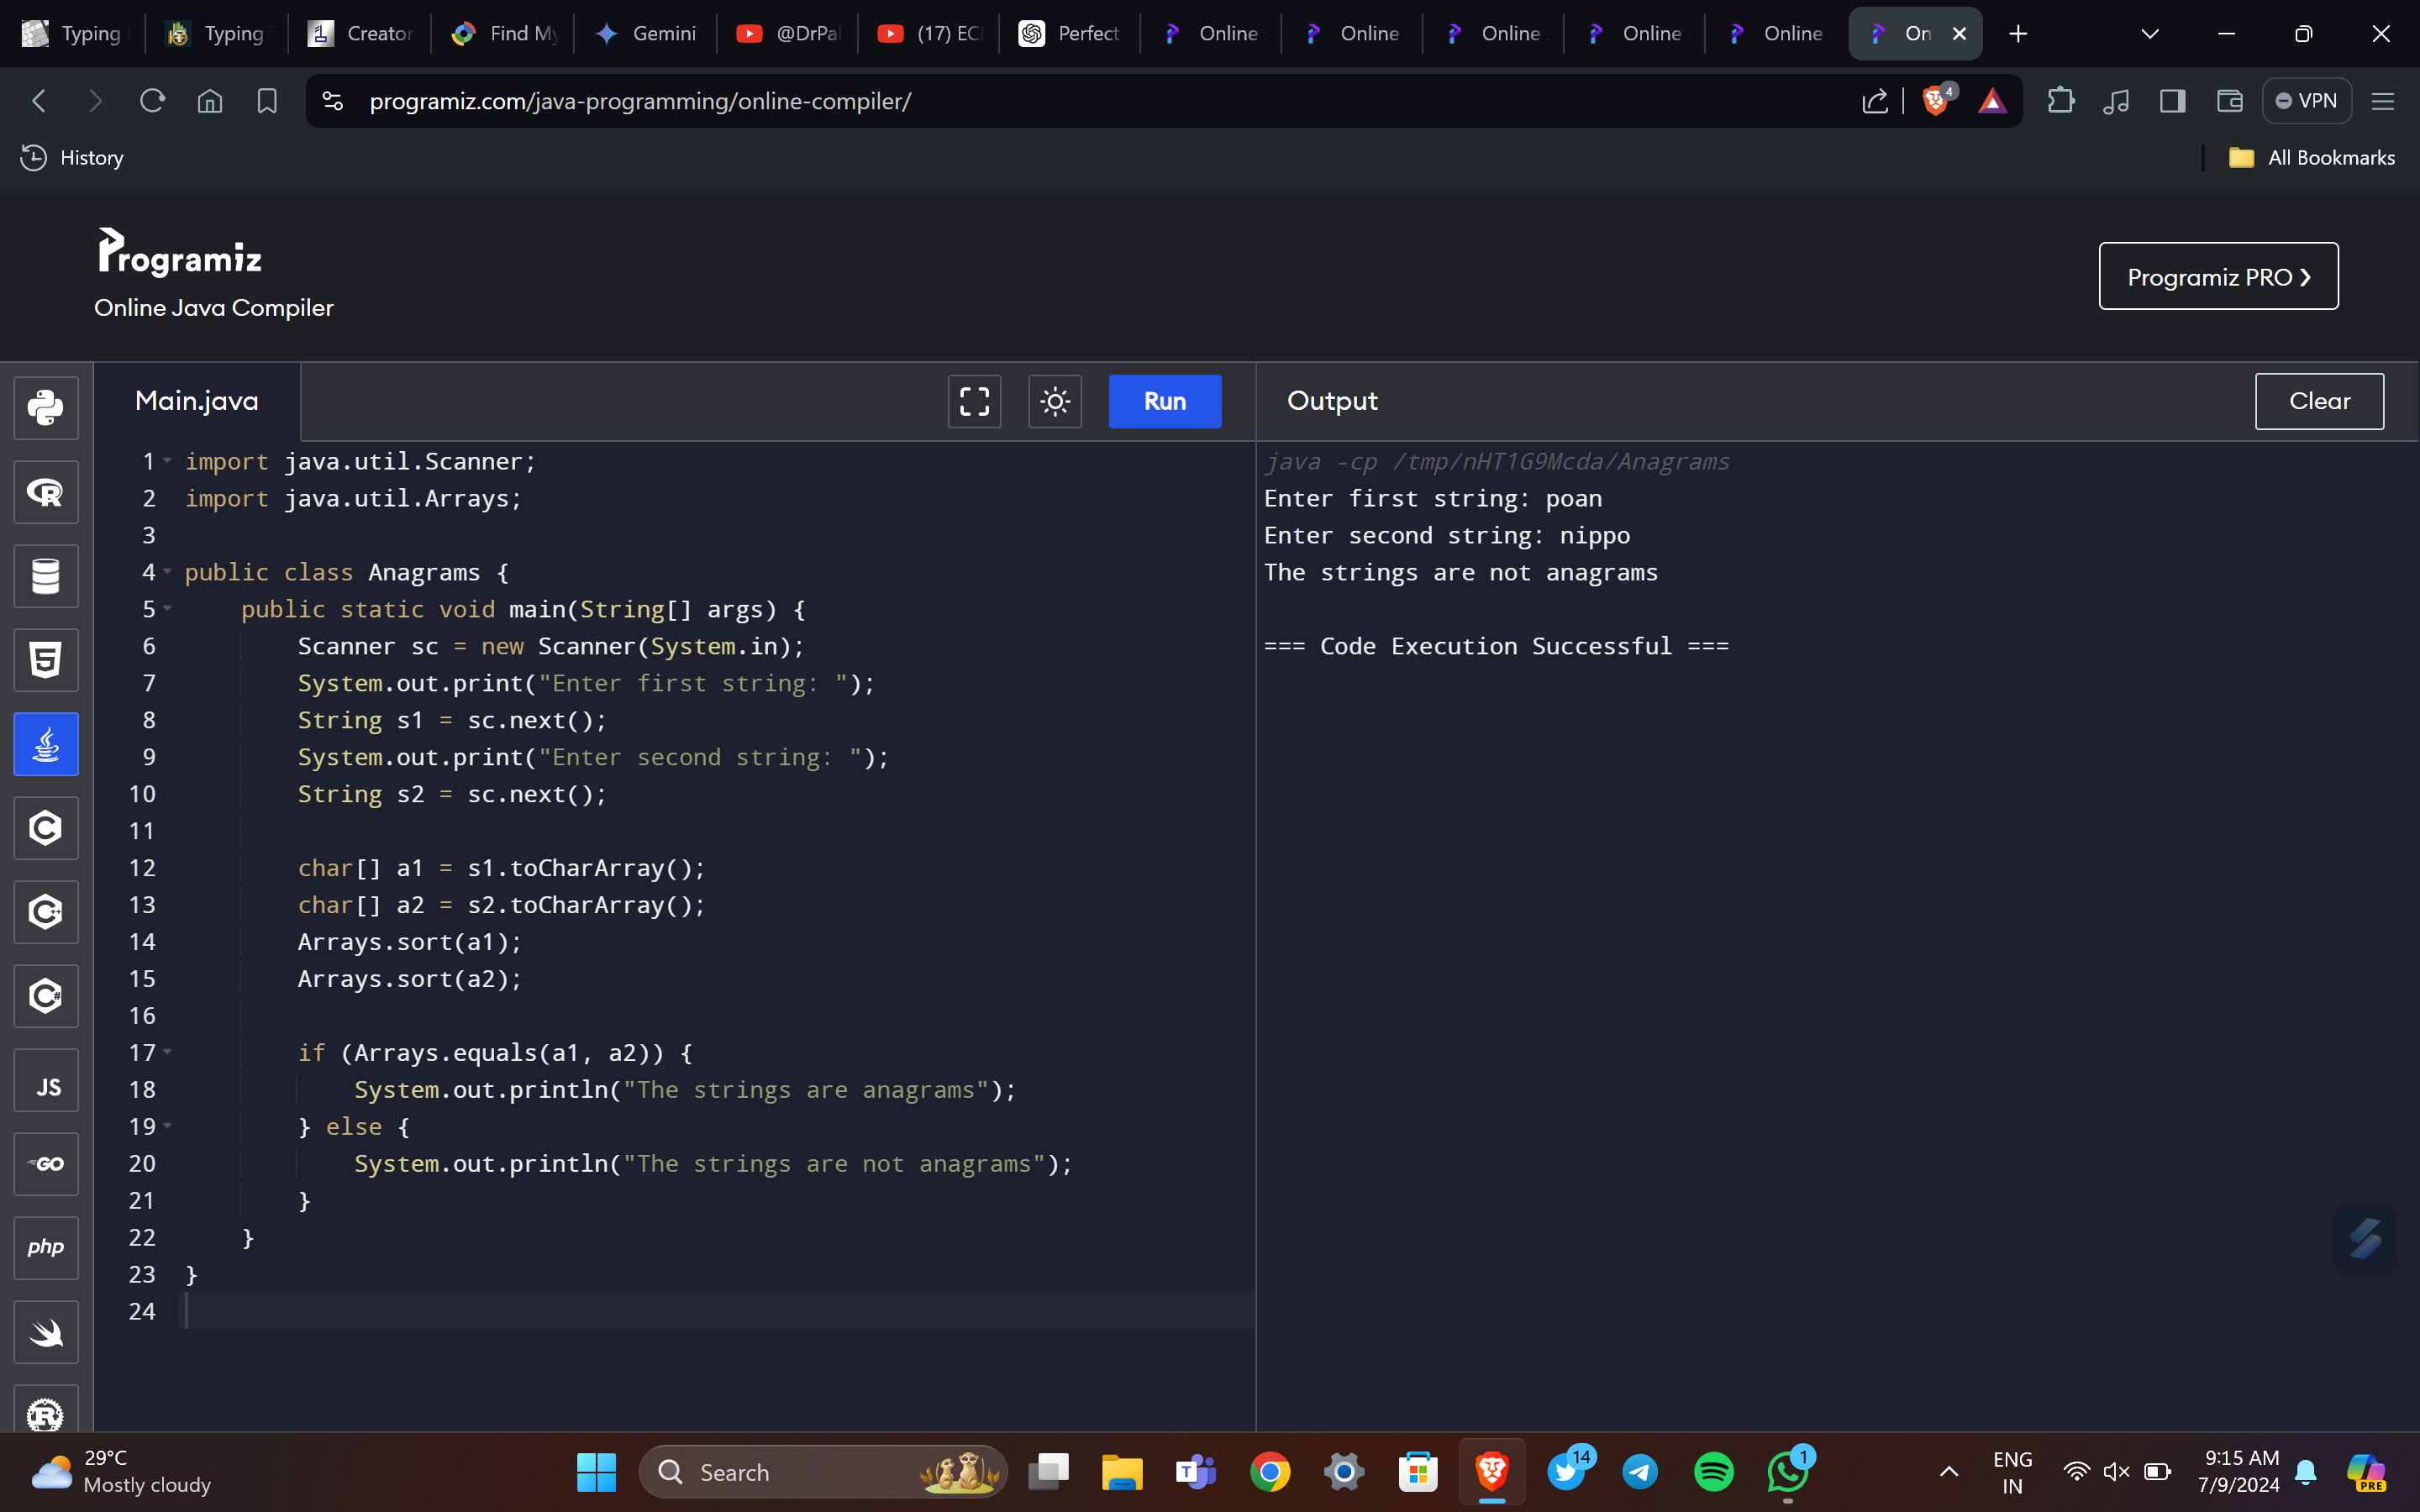 Typing
Typing
Creator
Find My
Gemini
@DrPal
(17) EC
Perfect
Online
Online
Online
Online
Online
On
programiz.com/java-programming/online-compiler/
4
VPN
History
All Bookmarks
Programiz
Online Java Compiler
Programiz PRO ❯
Main.java
Run
Output
Clear
1 import java.util.Scanner;
2 import java.util.Arrays;
3
4 public class Anagrams {
5     public static void main(String[] args) {
6         Scanner sc = new Scanner(System.in);
7         System.out.print("Enter first string: ");
8         String s1 = sc.next();
9         System.out.print("Enter second string: ");
10         String s2 = sc.next();
11
12         char[] a1 = s1.toCharArray();
13         char[] a2 = s2.toCharArray();
14         Arrays.sort(a1);
15         Arrays.sort(a2);
16
17         if (Arrays.equals(a1, a2)) {
18             System.out.println("The strings are anagrams");
19         } else {
20             System.out.println("The strings are not anagrams");
21         }
22     }
23 }
24
java -cp /tmp/nHT1G9Mcda/Anagrams
Enter first string: poan
Enter second string: nippo
The strings are not anagrams
=== Code Execution Successful ===
R
5
C
C++
C#
JS
GO
php
R
29°C
Mostly cloudy
Search
T
14
1
ENG
IN
9:15 AM
7/9/2024
PRE